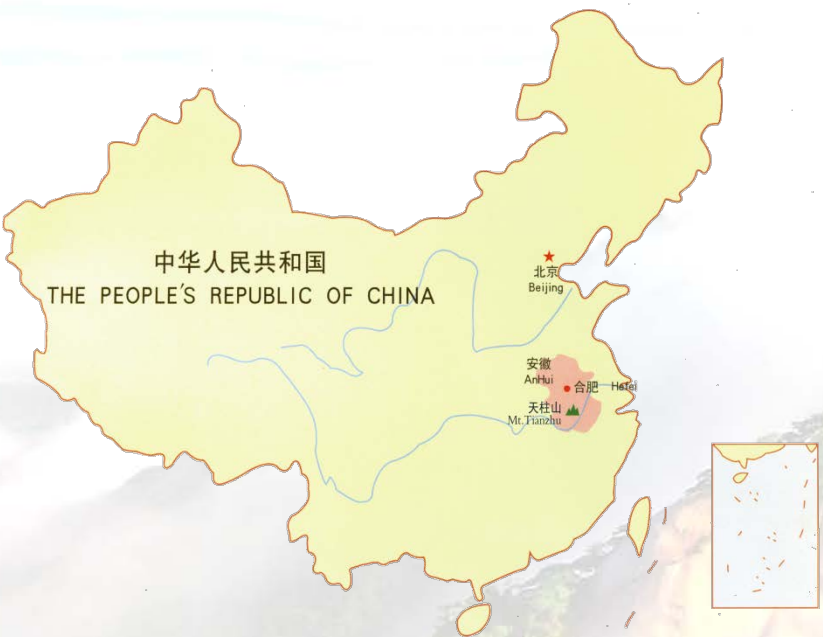 中华人民共和国
THE PEOPLE'S REPUBLIC OF CHINA
北京
Beijing
安徽
AnHui
合肥 Hefei
天柱山
Mt.Tianzhu